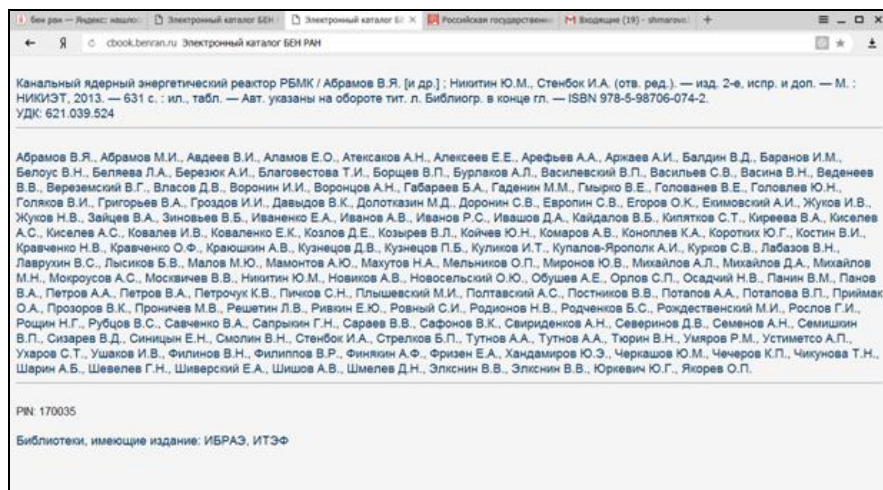 бен ран — Яндекс: нашло
Электронный каталог БЕН
Электронный каталог БЕ
Российская государственн
Входящие (19) - shmarovo.
cbook.benran.ru Электронный каталог БЕН РАН
Канальный ядерный энергетический реактор РБМК / Абрамов В.Я. [и др.] ; Никитин Ю.М., Стенбок И.А. (отв. ред.). — изд. 2-е, испр. и доп. — М. :
НИКИЭТ, 2013. — 631 с. : ил., табл. — Авт. указаны на обороте тит. л. Библиогр. в конце гл. — ISBN 978-5-98706-074-2.
УДК: 621.039.524
Абрамов В.Я., Абрамов М.И., Авдеев В.И., Аламов Е.О., Атексаков А.Н., Алексеев Е.Е., Арефьев А.А., Аржаев А.И., Балдин В.Д., Баранов И.М.,
Белоус В.Н., Беляева Л.А., Березюк А.И., Благовестова Т.И., Борщев В.П., Бурлаков А.Л., Василевский В.П., Васильев С.В., Васина В.Н., Веденеев
В.В., Вереземский В.Г., Власов Д.В., Воронин И.И., Воронцов А.Н., Габараев Б.А., Гаденин М.М., Гмырко В.Е., Голованев В.Е., Головлев Ю.Н.,
Голяков В.И., Григорьев В.А., Гроздов И.И., Давыдов В.К., Долотказин М.Д., Доронин С.В., Европин С.В., Егоров О.К., Екимовский А.И., Жуков И.В.,
Жуков Н.В., Зайцев В.А., Зиновьев В.Б., Иваненко Е.А., Иванов А.В., Иванов Р.С., Ивашов Д.А., Кайдалов В.Б., Кипятков С.Т., Киреева В.А., Киселев
А.С., Киселев А.С., Ковалев И.В., Коваленко Е.К., Козлов Д.Е., Козырев В.Л., Койчев Ю.Н., Комаров А.В., Коноплев К.А., Коротких Ю.Г., Костин В.И.,
Кравченко Н.В., Кравченко О.Ф., Краюшкин А.В., Кузнецов Д.В., Кузнецов П.Б., Куликов И.Т., Купалов-Ярополк А.И., Курков С.В., Лабазов В.Н.,
Лаврухин В.С., Лысиков Б.В., Малов М.Ю., Мамонтов А.Ю., Махутов Н.А., Мельников О.П., Миронов Ю.В., Михайлов А.Л., Михайлов Д.А., Михайлов
М.Н., Мокроусов А.С., Москвичев В.В., Никитин Ю.М., Новиков А.В., Новосельский О.Ю., Обушев А.Е., Орлов С.П., Осадчий Н.В., Панин В.М., Панов
В.А., Петров А.А., Петров В.А., Петрочук К.В., Пичков С.Н., Плышевский М.И., Полтавский А.С., Постников В.В., Потапов А.А., Потапова В.П., Приймак
О.А., Прозоров В.К., Проничев М.В., Решетин Л.В., Ривкин Е.Ю., Ровный С.И., Родионов Н.В., Родченков Б.С., Рождественский М.И., Рослов Г.И.,
Рощин Н.Г., Рубцов В.С., Савченко В.А., Сапрыкин Г.Н., Сараев В.В., Сафонов В.К., Свириденков А.Н., Северинов Д.В., Семенов А.Н., Семишкин
В.П., Сизарев В.Д., Синицын Е.Н., Смолин В.Н., Стенбок И.А., Стрелков Б.П., Тутнов А.А., Тутнов А.А., Тюрин В.Н., Умяров Р.М., Устиметсо А.П.,
Ухаров С.Т., Ушаков И.В., Филинов В.Н., Филиппов В.Р., Финякин А.Ф., Фризен Е.А., Хандамиров Ю.Э., Черкашов Ю.М., Чечеров К.П., Чикунова Т.Н.,
Шарин А.Б., Шевелев Г.Н., Шиверский Е.А., Шишов А.В., Шмелев Д.Н., Элкснин В.В., Элкснин В.В., Юркевич Ю.Г., Якорев О.П.
PIN: 170035
Библиотеки, имеющие издание: ИБРАЭ, ИТЭФ